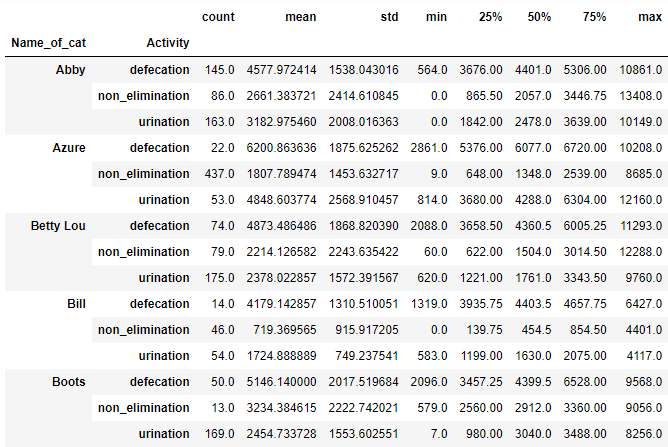 count mean std min 25% 50% 75% max
Name_of_cat Activity
Abby defecation 145.0 4577.972414 1538.043016 564.0 3676.00 4401.0 5306.00 10861.0
non_elimination 86.0 2661.383721 2414.610845 0.0 865.50 2057.0 3446.75 13408.0
urination 163.0 3182.975460 2008.016363 0.0 1842.00 2478.0 3639.00 10149.0
Azure defecation 22.0 6200.863636 1875.625262 2861.0 5376.00 6077.0 6720.00 10208.0
non_elimination 437.0 1807.789474 1453.632717 9.0 648.00 1348.0 2539.00 8685.0
urination 53.0 4848.603774 2568.910457 814.0 3680.00 4288.0 6304.00 12160.0
Betty Lou defecation 74.0 4873.486486 1868.820390 2088.0 3658.50 4360.5 6005.25 11293.0
non_elimination 79.0 2214.126582 2243.635422 60.0 622.00 1504.0 3014.50 12288.0
urination 175.0 2378.022857 1572.391567 620.0 1221.00 1761.0 3343.50 9760.0
Bill defecation 14.0 4179.142857 1310.510051 1319.0 3935.75 4403.5 4657.75 6427.0
non_elimination 46.0 719.369565 915.917205 0.0 139.75 454.5 854.50 4401.0
urination 54.0 1724.888889 749.237541 583.0 1199.00 1630.0 2075.00 4117.0
Boots defecation 50.0 5146.140000 2017.519684 2096.0 3457.25 4399.5 6528.00 9568.0
non_elimination 13.0 3234.384615 2222.742021 579.0 2560.00 2912.0 3360.00 9056.0
urination 169.0 2454.733728 1553.602551 7.0 980.00 3040.0 3488.00 8256.0